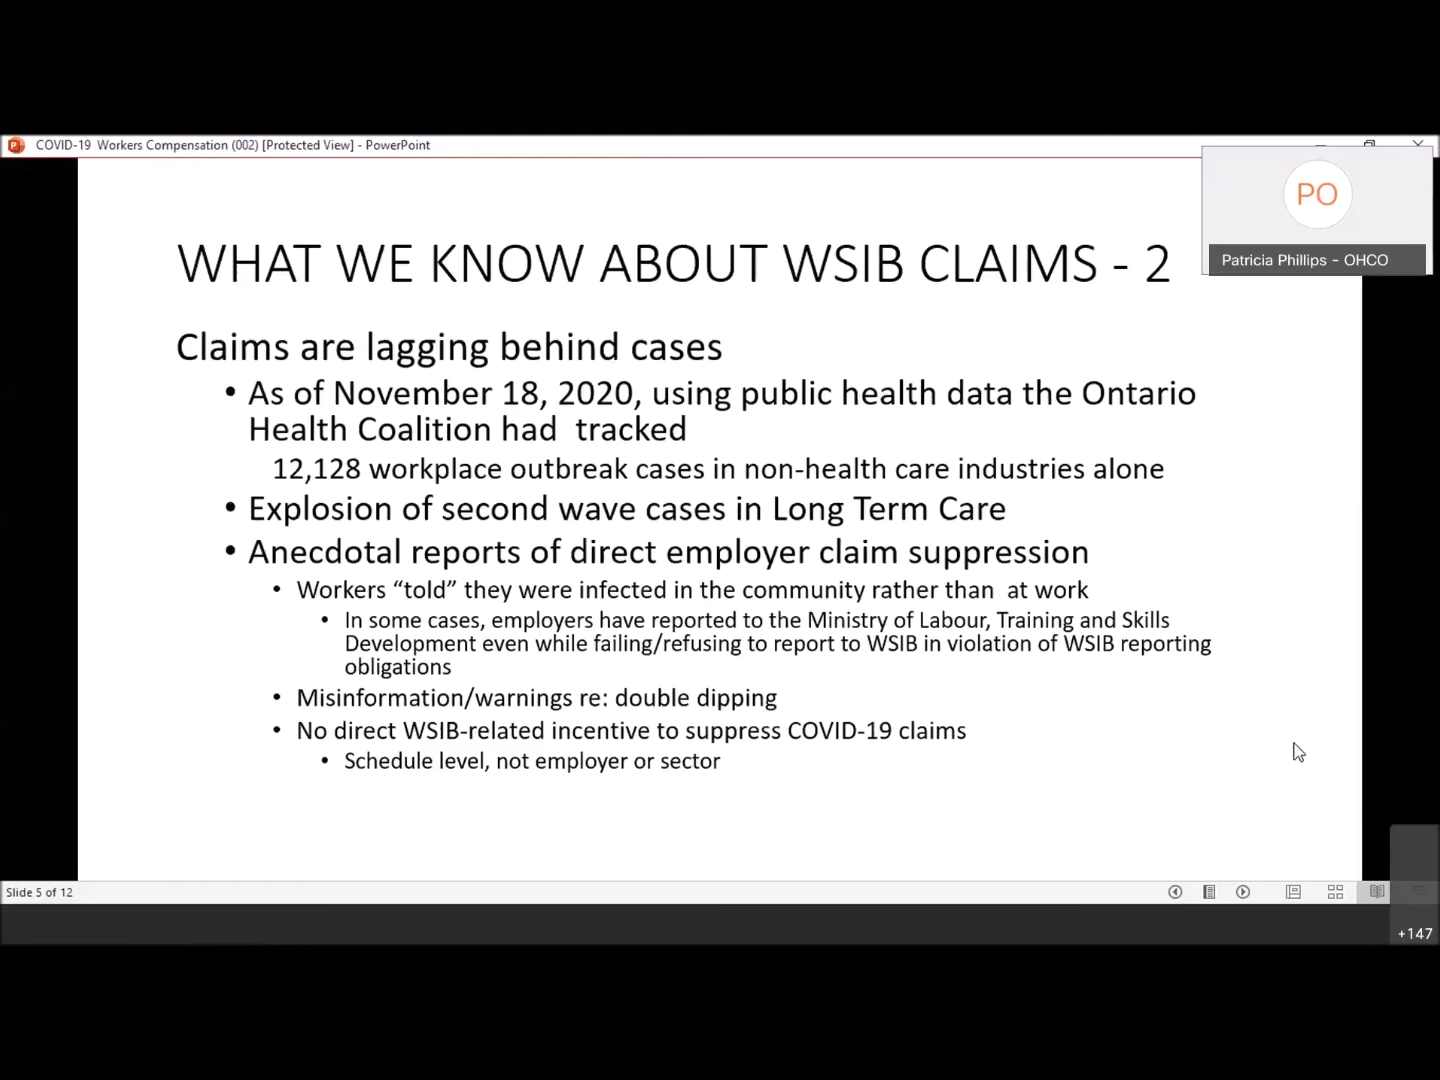 COVID-19 Workers Compensation (002) [Protected View] - PowerPoint
PO
Patricia Phillips - OHCO
WHAT WE KNOW ABOUT WSIB CLAIMS - 2
Claims are lagging behind cases
• As of November 18, 2020, using public health data the Ontario
Health Coalition had tracked
12,128 workplace outbreak cases in non-health care industries alone
• Explosion of second wave cases in Long Term Care
• Anecdotal reports of direct employer claim suppression
• Workers “told” they were infected in the community rather than at work
• In some cases, employers have reported to the Ministry of Labour, Training and Skills
Development even while failing/refusing to report to WSIB in violation of WSIB reporting
obligations
• Misinformation/warnings re: double dipping
• No direct WSIB-related incentive to suppress COVID-19 claims
• Schedule level, not employer or sector
Slide 5 of 12
+147